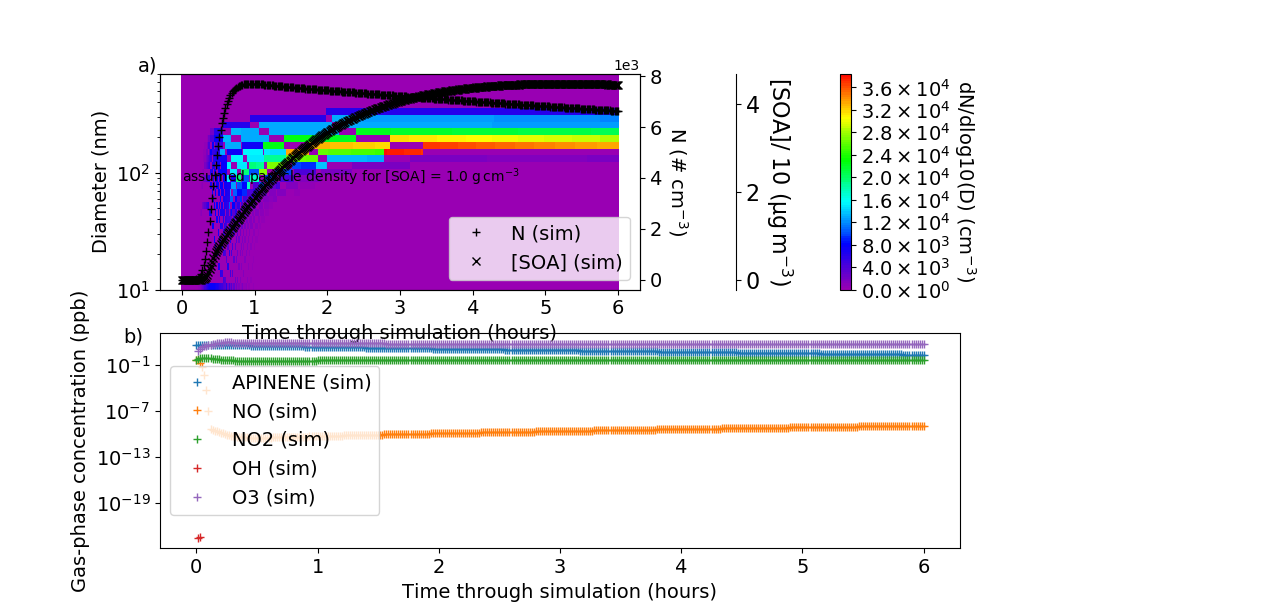 a)
1e3
Diameter (nm)
10²
10¹
assumed particle density for [SOA] = 1.0 g cm⁻³
N (sim)
[SOA] (sim)
0 1 2 3 4 5 6
Time through simulation (hours)
8
6
4
2
0
N (# cm⁻³)
4
2
0
[SOA]/ 10 (µg m⁻³)
3.6 × 10⁴
3.2 × 10⁴
2.8 × 10⁴
2.4 × 10⁴
2.0 × 10⁴
1.6 × 10⁴
1.2 × 10⁴
8.0 × 10³
4.0 × 10³
0.0 × 10⁰
dN/dlog10(D) (cm⁻³)
b)
Gas-phase concentration (ppb)
10⁻¹
10⁻⁷
10⁻¹³
10⁻¹⁹
APINENE (sim)
NO (sim)
NO2 (sim)
OH (sim)
O3 (sim)
0 1 2 3 4 5 6
Time through simulation (hours)